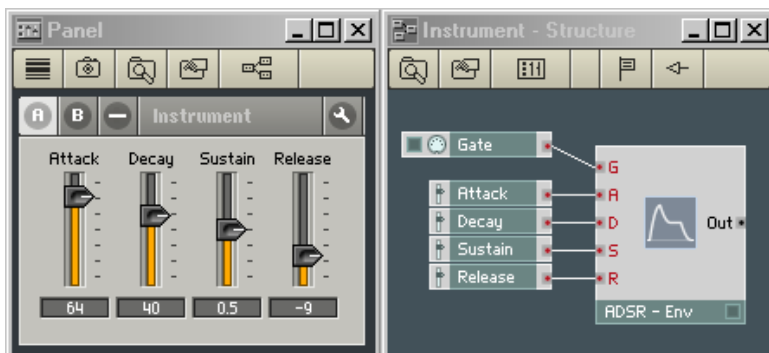 Panel
A B Instrument
Attack Decay Sustain Release
64 40 0.5 -9
Instrument - Structure
Gate
Attack
Decay
Sustain
Release
G
A
D
S
R
Out
ADSR - Env